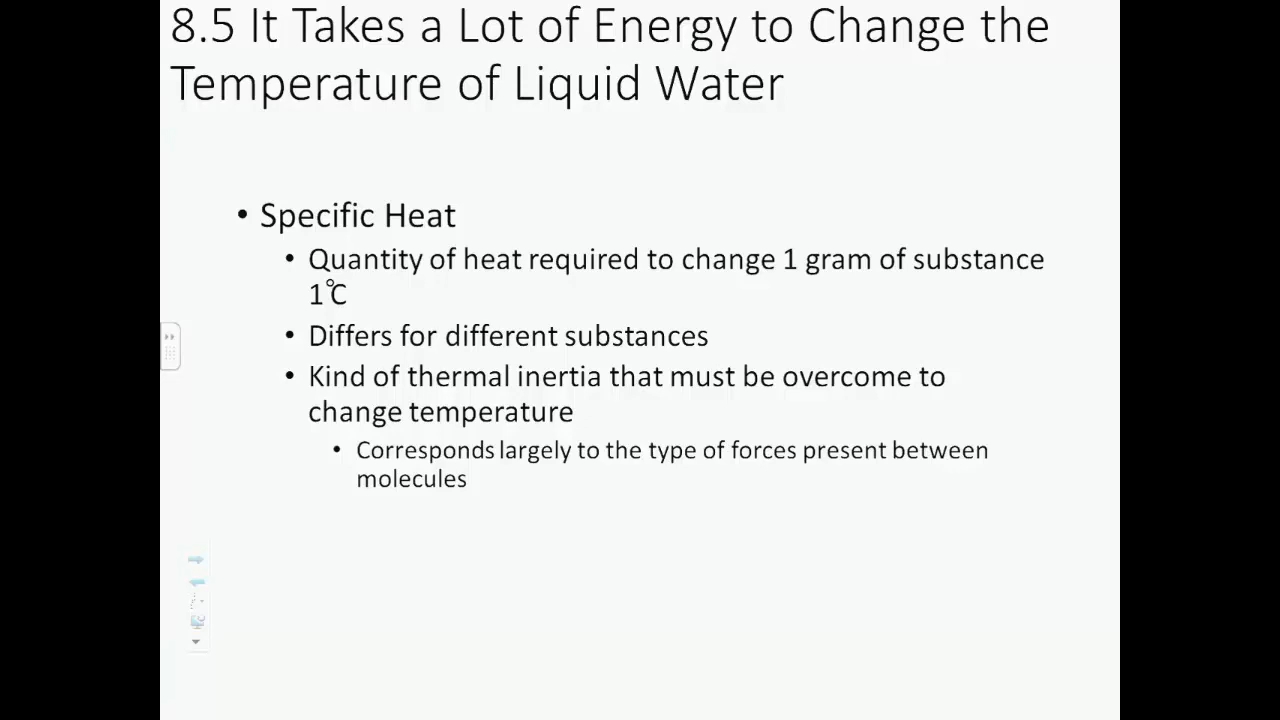 8.5 It Takes a Lot of Energy to Change the
Temperature of Liquid Water
• Specific Heat
• Quantity of heat required to change 1 gram of substance
1°C
• Differs for different substances
• Kind of thermal inertia that must be overcome to
change temperature
• Corresponds largely to the type of forces present between
molecules